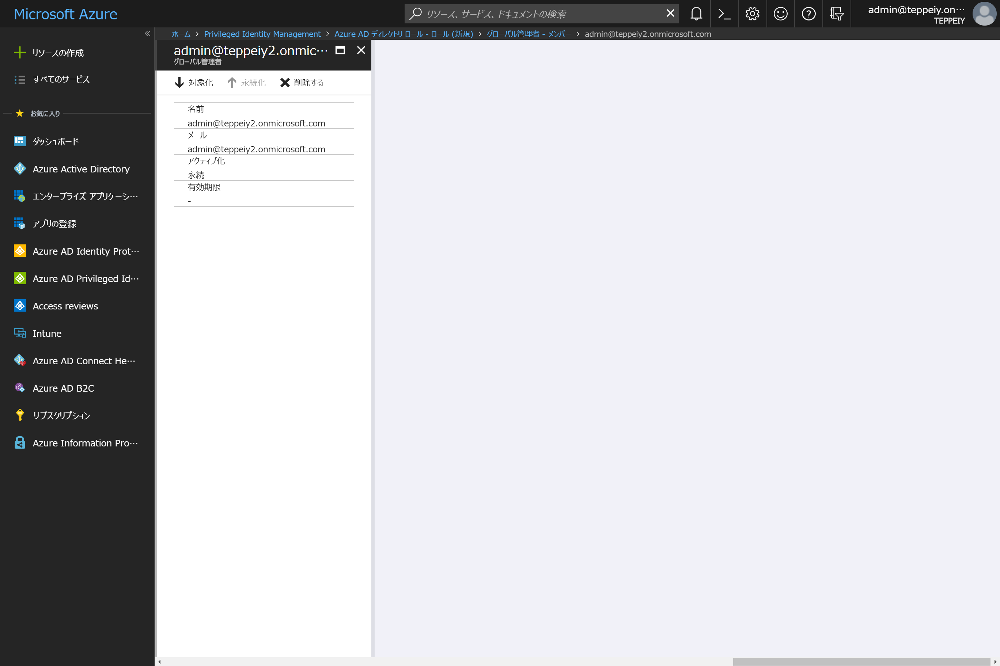 Microsoft Azure
リソース、サービス、ドキュメントの検索
admin@teppeiy.on…
TEPPEIY
ホーム > Privileged Identity Management > Azure AD ディレクトリ ロール - ロール (新規) > グローバル管理者 - メンバー > admin@teppeiy2.onmicrosoft.com
リソースの作成
すべてのサービス
お気に入り
ダッシュボード
Azure Active Directory
エンタープライズ アプリケーシ…
アプリの登録
Azure AD Identity Prot…
Azure AD Privileged Id…
Access reviews
Intune
Azure AD Connect He…
Azure AD B2C
サブスクリプション
Azure Information Pro…
admin@teppeiy2.onmic…
グローバル管理者
対象化 永続化 削除する
名前
admin@teppeiy2.onmicrosoft.com
メール
admin@teppeiy2.onmicrosoft.com
アクティブ化
永続
有効期限
-